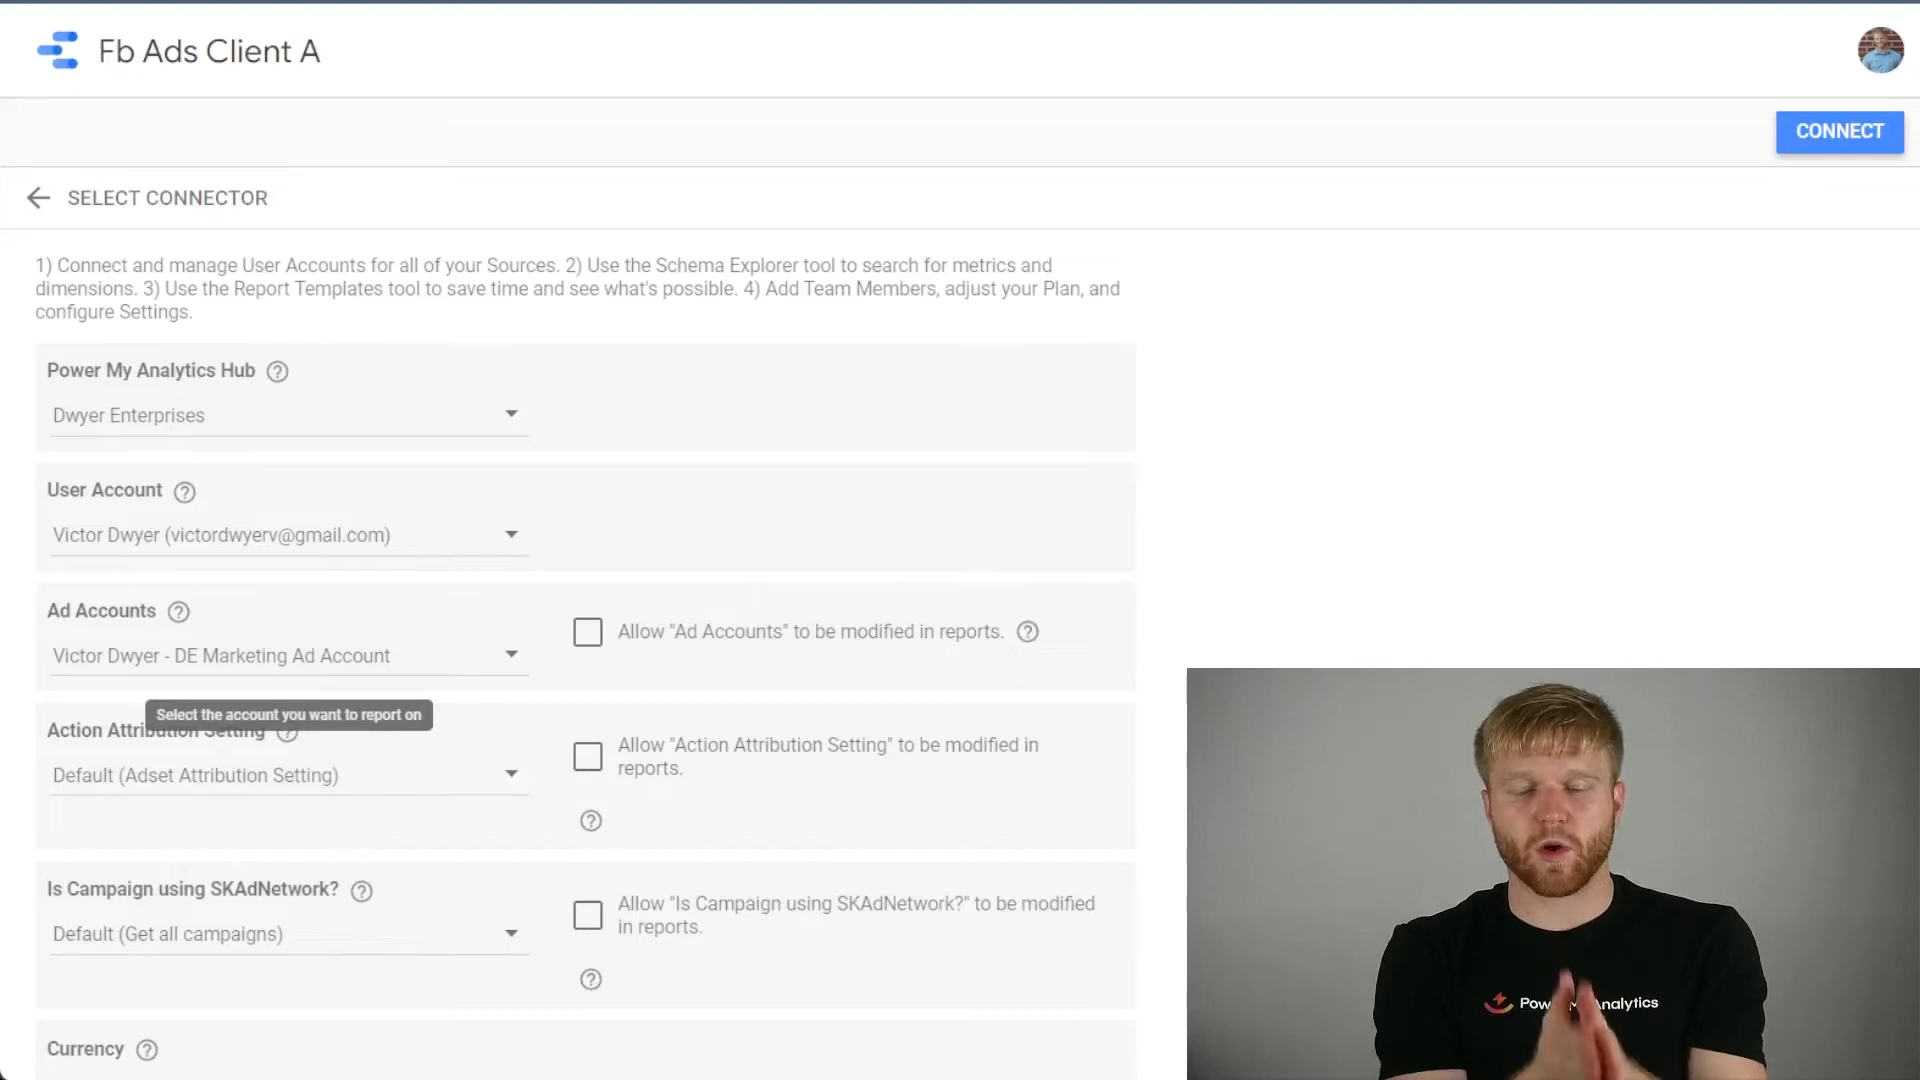 Fb Ads Client A
CONNECT
SELECT CONNECTOR
1) Connect and manage User Accounts for all of your Sources. 2) Use the Schema Explorer tool to search for metrics and
dimensions. 3) Use the Report Templates tool to save time and see what's possible. 4) Add Team Members, adjust your Plan, and
configure Settings.
Power My Analytics Hub
Dwyer Enterprises
User Account
Victor Dwyer (victordwyerv@gmail.com)
Ad Accounts
Allow "Ad Accounts" to be modified in reports.
Victor Dwyer - DE Marketing Ad Account
Select the account you want to report on
Action Attribution Setting
Allow "Action Attribution Setting" to be modified in
reports.
Default (Adset Attribution Setting)
Is Campaign using SKAdNetwork?
Allow "Is Campaign using SKAdNetwork?" to be modified
in reports.
Default (Get all campaigns)
Currency